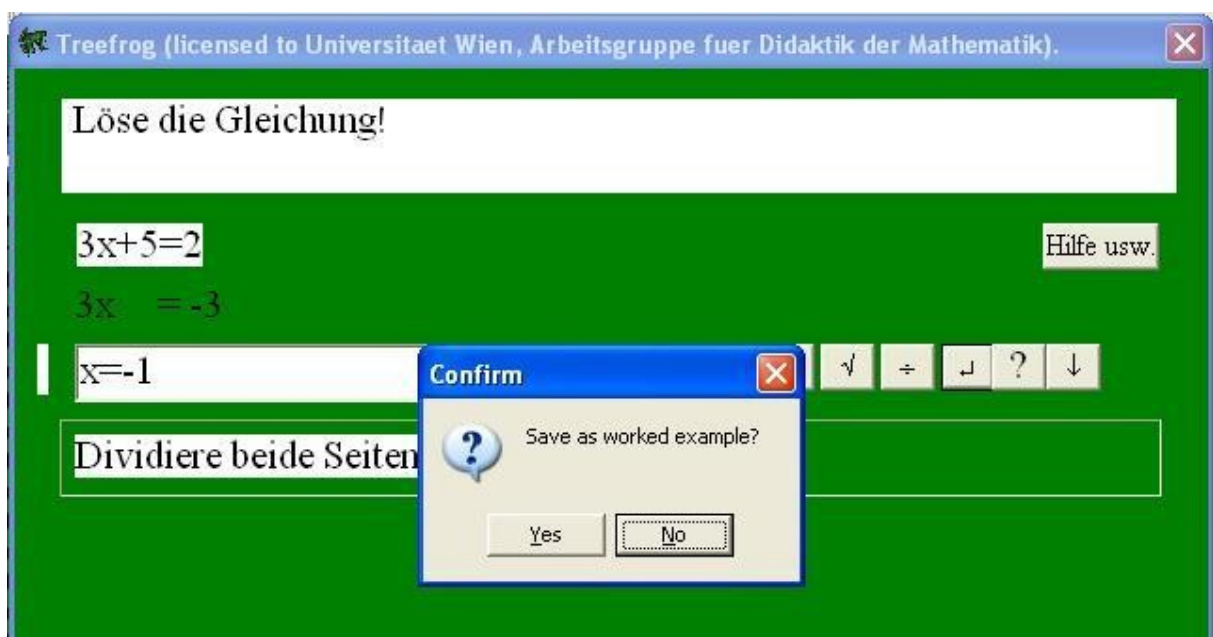 Treefrog (licensed to Universitaet Wien, Arbeitsgruppe fuer Didaktik der Mathematik).
Löse die Gleichung!
3x+5=2
Hilfe usw.
3x = -3
x=-1
√ ÷ ↵ ? ↓
Dividiere beide Seiten
Confirm
Save as worked example?
Yes No